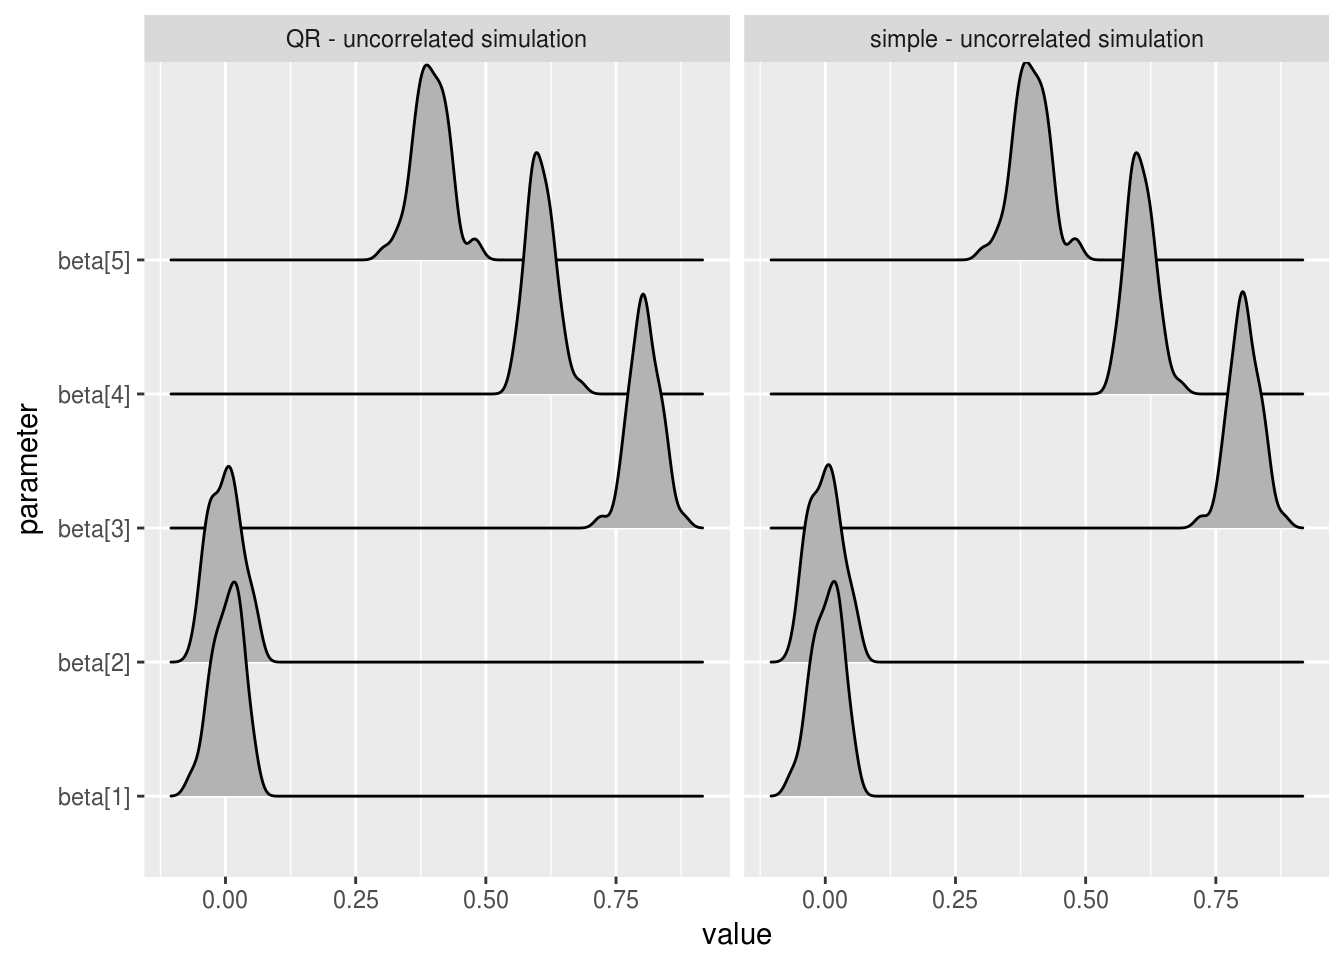 QR - uncorrelated simulation
simple - uncorrelated simulation
parameter
beta[5]
beta[4]
beta[3]
beta[2]
beta[1]
0.00 0.25 0.50 0.75
0.00 0.25 0.50 0.75
value